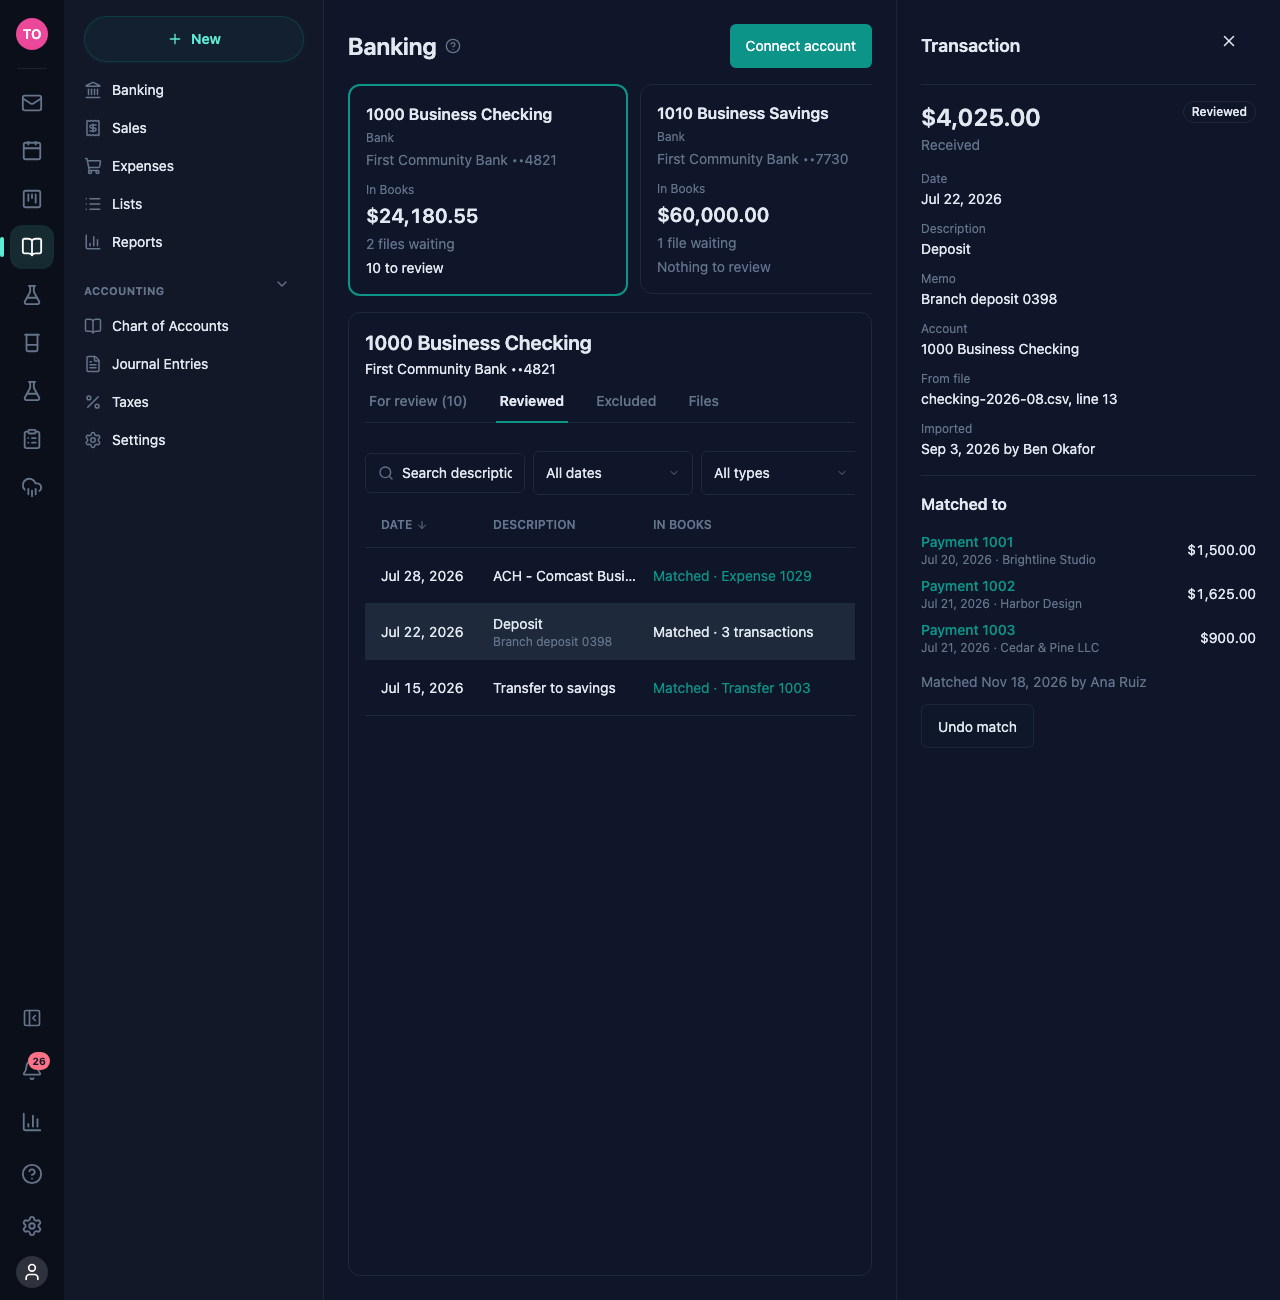 TO
New
Banking
Sales
Expenses
Lists
Reports
ACCOUNTING
Chart of Accounts
Journal Entries
Taxes
Settings
26
Banking
Connect account
1000 Business Checking
Bank
First Community Bank ••4821
In Books
$24,180.55
2 files waiting
10 to review
1010 Business Savings
Bank
First Community Bank ••7730
In Books
$60,000.00
1 file waiting
Nothing to review
1000 Business Checking
First Community Bank ••4821
For review (10) Reviewed Excluded Files
Search descriptio All dates All types
DATE DESCRIPTION IN BOOKS
Jul 28, 2026 ACH - Comcast Busi... Matched · Expense 1029
Jul 22, 2026 Deposit Matched · 3 transactions
Branch deposit 0398
Jul 15, 2026 Transfer to savings Matched · Transfer 1003
Transaction
$4,025.00 Reviewed
Received
Date
Jul 22, 2026
Description
Deposit
Memo
Branch deposit 0398
Account
1000 Business Checking
From file
checking-2026-08.csv, line 13
Imported
Sep 3, 2026 by Ben Okafor
Matched to
Payment 1001 $1,500.00
Jul 20, 2026 · Brightline Studio
Payment 1002 $1,625.00
Jul 21, 2026 · Harbor Design
Payment 1003 $900.00
Jul 21, 2026 · Cedar & Pine LLC
Matched Nov 18, 2026 by Ana Ruiz
Undo match